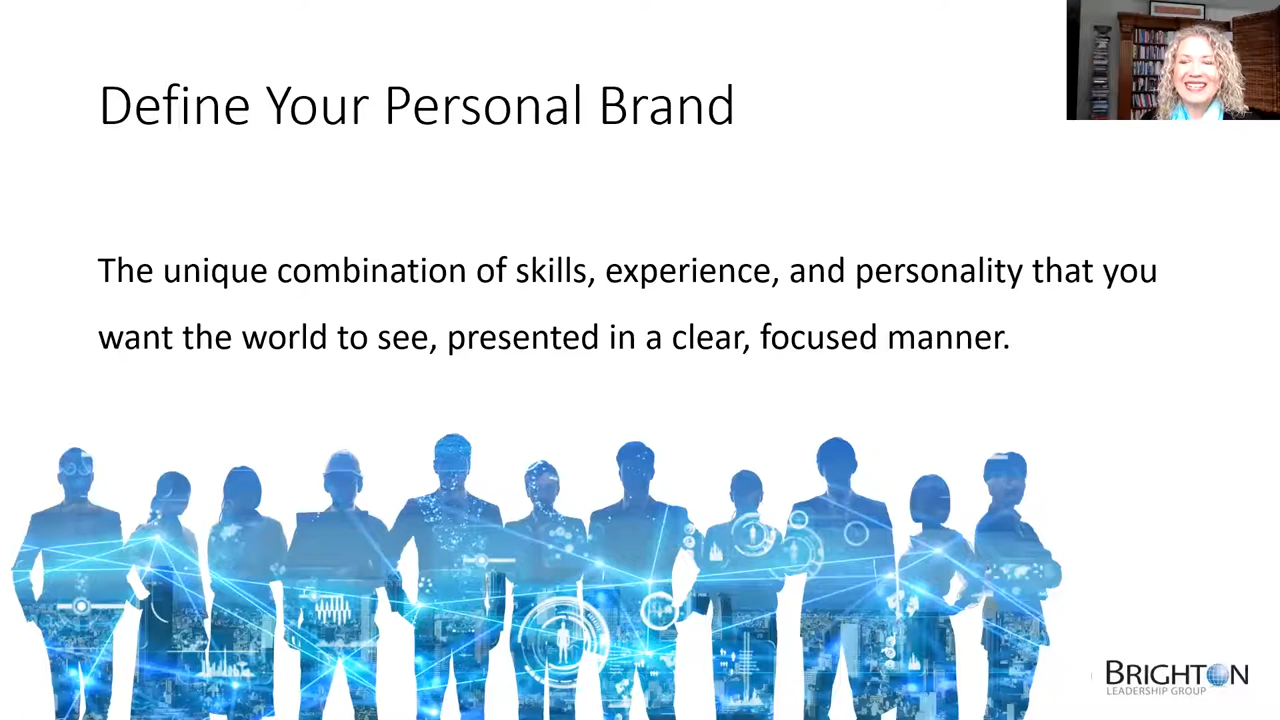 Define Your Personal Brand
The unique combination of skills, experience, and personality that you
want the world to see, presented in a clear, focused manner.
BRIGHTON
LEADERSHIP GROUP